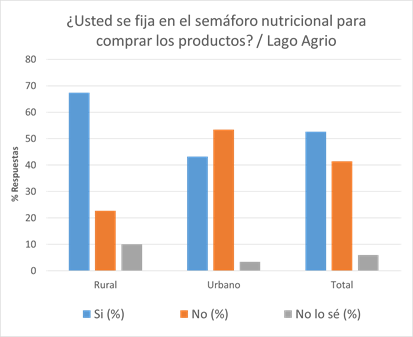 ¿Usted se fija en el semáforo nutricional para
comprar los productos? / Lago Agrio
80
70
60
50
40
30
20
10
0
% Respuestas
Rural Urbano Total
Si (%) No (%) No lo sé (%)